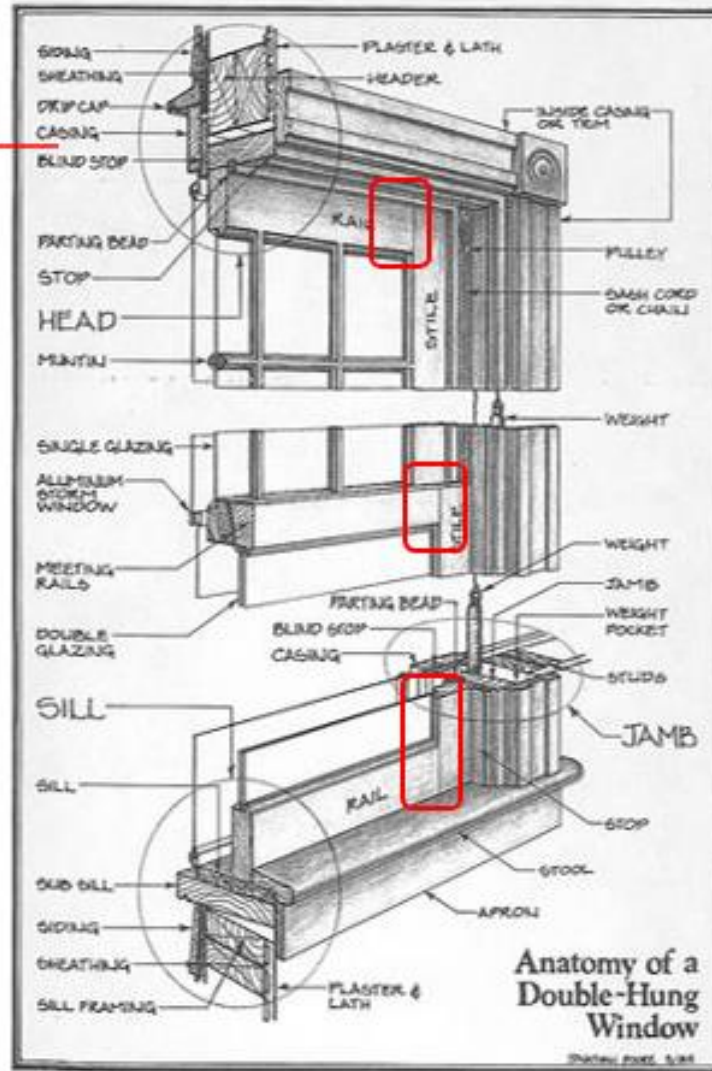 SIDING
SHEATHING
DRIP CAP
CASING
BLIND STOP
PARTING BEAD
STOP
HEAD
MUNTIN
PLASTER & LATH
HEADER
INSIDE CASING
OR TRIM
RAIL
STILE
PULLEY
SASH CORD
OR CHAIN
WEIGHT
SINGLE GLAZING
ALUMINUM
STORM
WINDOW
MEETING
RAILS
DOUBLE
GLAZING
STILE
WEIGHT
PARTING BEAD
JAMB
BLIND STOP
WEIGHT
POCKET
CASING
STUDS
SILL
JAMB
SILL
RAIL
STOP
SUB SILL
STOOL
SIDING
APRON
SHEATHING
SILL FRAMING
PLASTER &
LATH
Anatomy of a
Double-Hung
Window